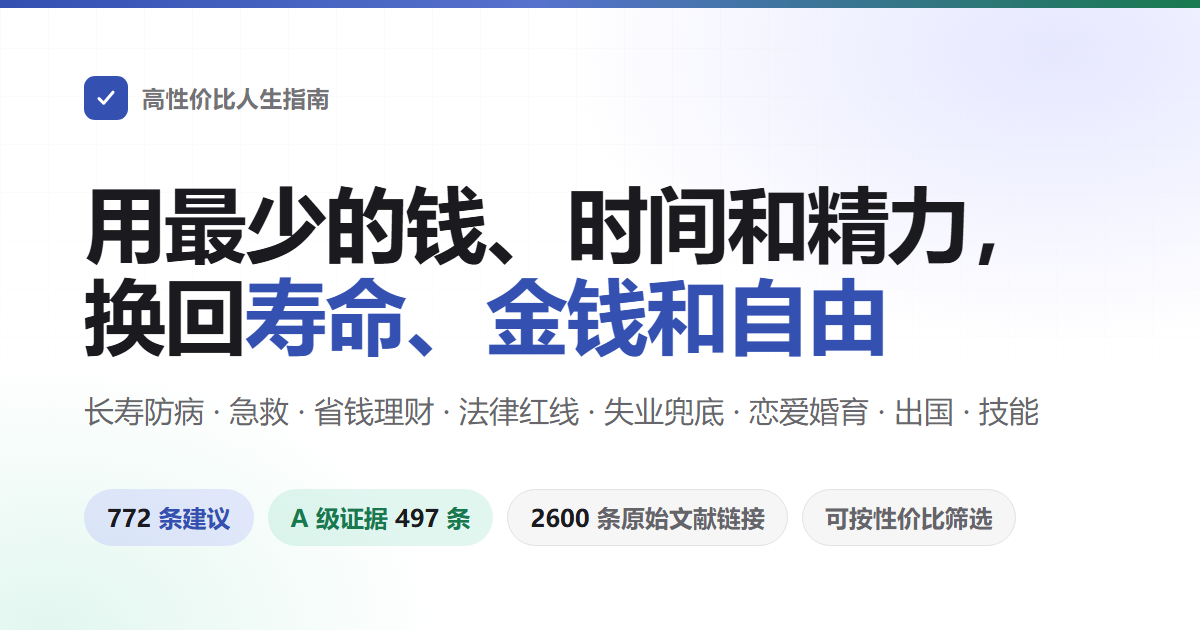 高性价比人生指南
用最少的钱、时间和精力，
换回寿命、金钱和自由
长寿防病 · 急救 · 省钱理财 · 法律红线 · 失业兜底 · 恋爱婚育 · 出国 · 技能
772 条建议
A 级证据 497 条
2600 条原始文献链接
可按性价比筛选